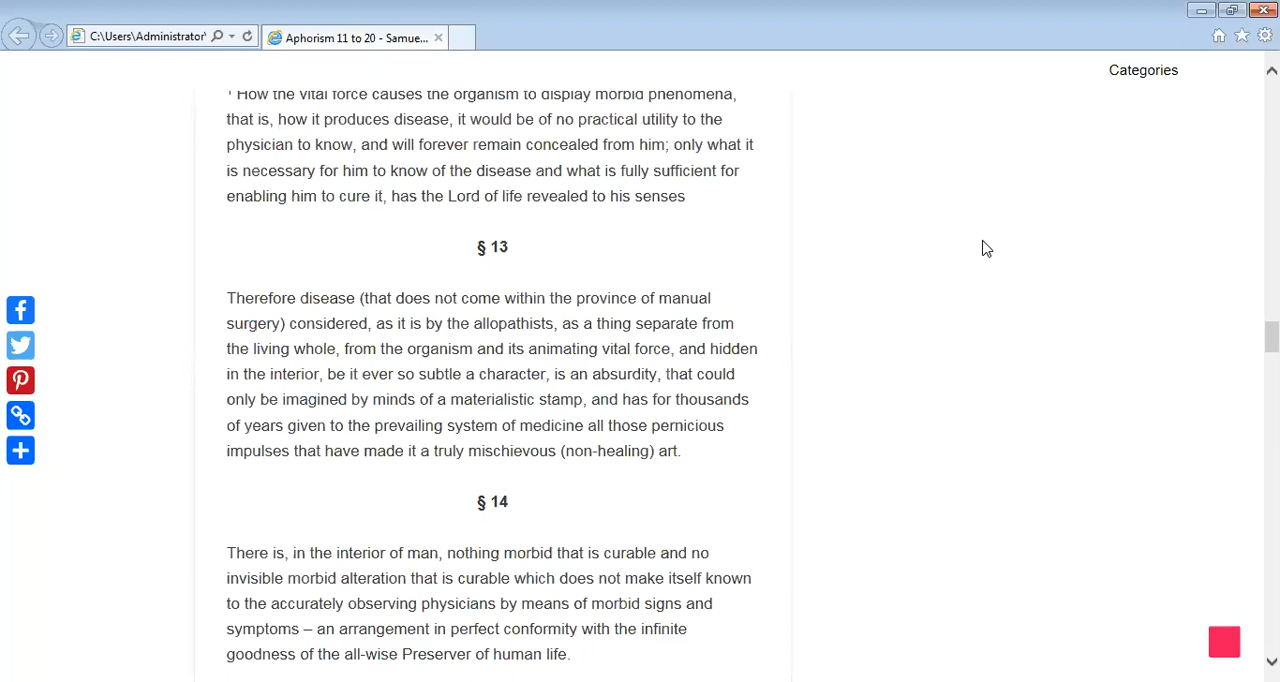 C:\Users\Administrator'
Aphorism 11 to 20 - Samue...
Categories
¹ How the vital force causes the organism to display morbid phenomena,
that is, how it produces disease, it would be of no practical utility to the
physician to know, and will forever remain concealed from him; only what it
is necessary for him to know of the disease and what is fully sufficient for
enabling him to cure it, has the Lord of life revealed to his senses
§ 13
Therefore disease (that does not come within the province of manual
surgery) considered, as it is by the allopathists, as a thing separate from
the living whole, from the organism and its animating vital force, and hidden
in the interior, be it ever so subtle a character, is an absurdity, that could
only be imagined by minds of a materialistic stamp, and has for thousands
of years given to the prevailing system of medicine all those pernicious
impulses that have made it a truly mischievous (non-healing) art.
§ 14
There is, in the interior of man, nothing morbid that is curable and no
invisible morbid alteration that is curable which does not make itself known
to the accurately observing physicians by means of morbid signs and
symptoms – an arrangement in perfect conformity with the infinite
goodness of the all-wise Preserver of human life.